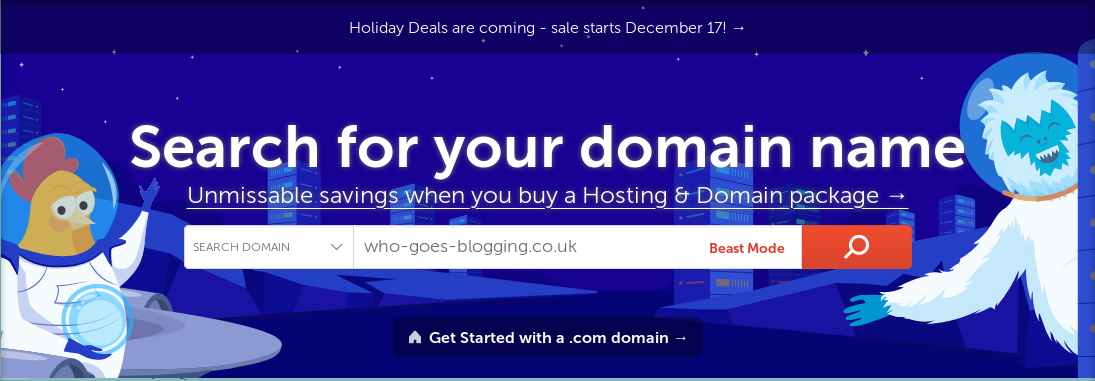 Holiday Deals are coming - sale starts December 17! →
Search for your domain name
Unmissable savings when you buy a Hosting & Domain package →
SEARCH DOMAIN who-goes-blogging.co.uk Beast Mode
Get Started with a .com domain →